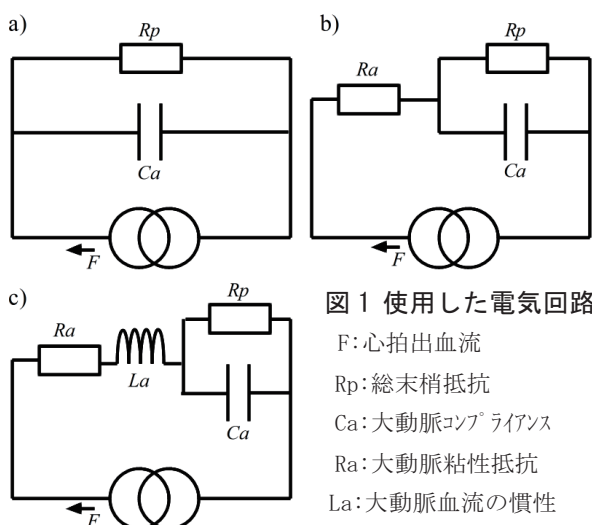 a)
Rp
Ca
F
b)
Rp
Ra
Ca
F
c)
Rp
Ra
La
Ca
F
図1 使用した電気回路
F:心拍出血流
Rp:総末梢抵抗
Ca:大動脈コンプライアンス
Ra:大動脈粘性抵抗
La:大動脈血流の慣性